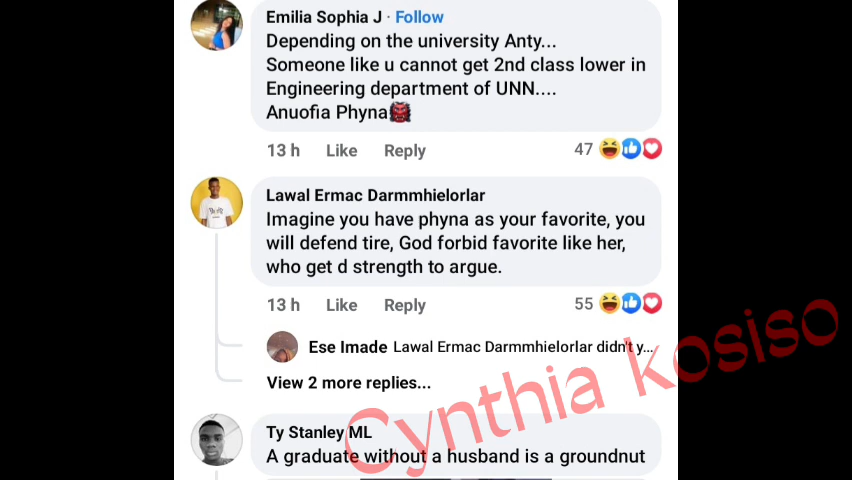 Emilia Sophia J · Follow
Depending on the university Anty...
Someone like u cannot get 2nd class lower in
Engineering department of UNN....
Anuofia Phyna👹
13 h Like Reply 47
Lawal Ermac Darmmhielorlar
Imagine you have phyna as your favorite, you
will defend tire, God forbid favorite like her,
who get d strength to argue.
13 h Like Reply 55
Ese Imade Lawal Ermac Darmmhielorlar didn't y...
View 2 more replies...
Ty Stanley ML
A graduate without a husband is a groundnut
Cynthia kosiso